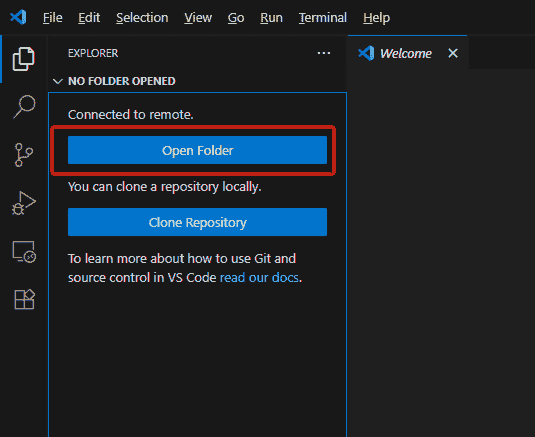 File Edit Selection View Go Run Terminal Help
EXPLORER ···
Welcome
NO FOLDER OPENED
Connected to remote.
Open Folder
You can clone a repository locally.
Clone Repository
To learn more about how to use Git and
source control in VS Code read our docs.